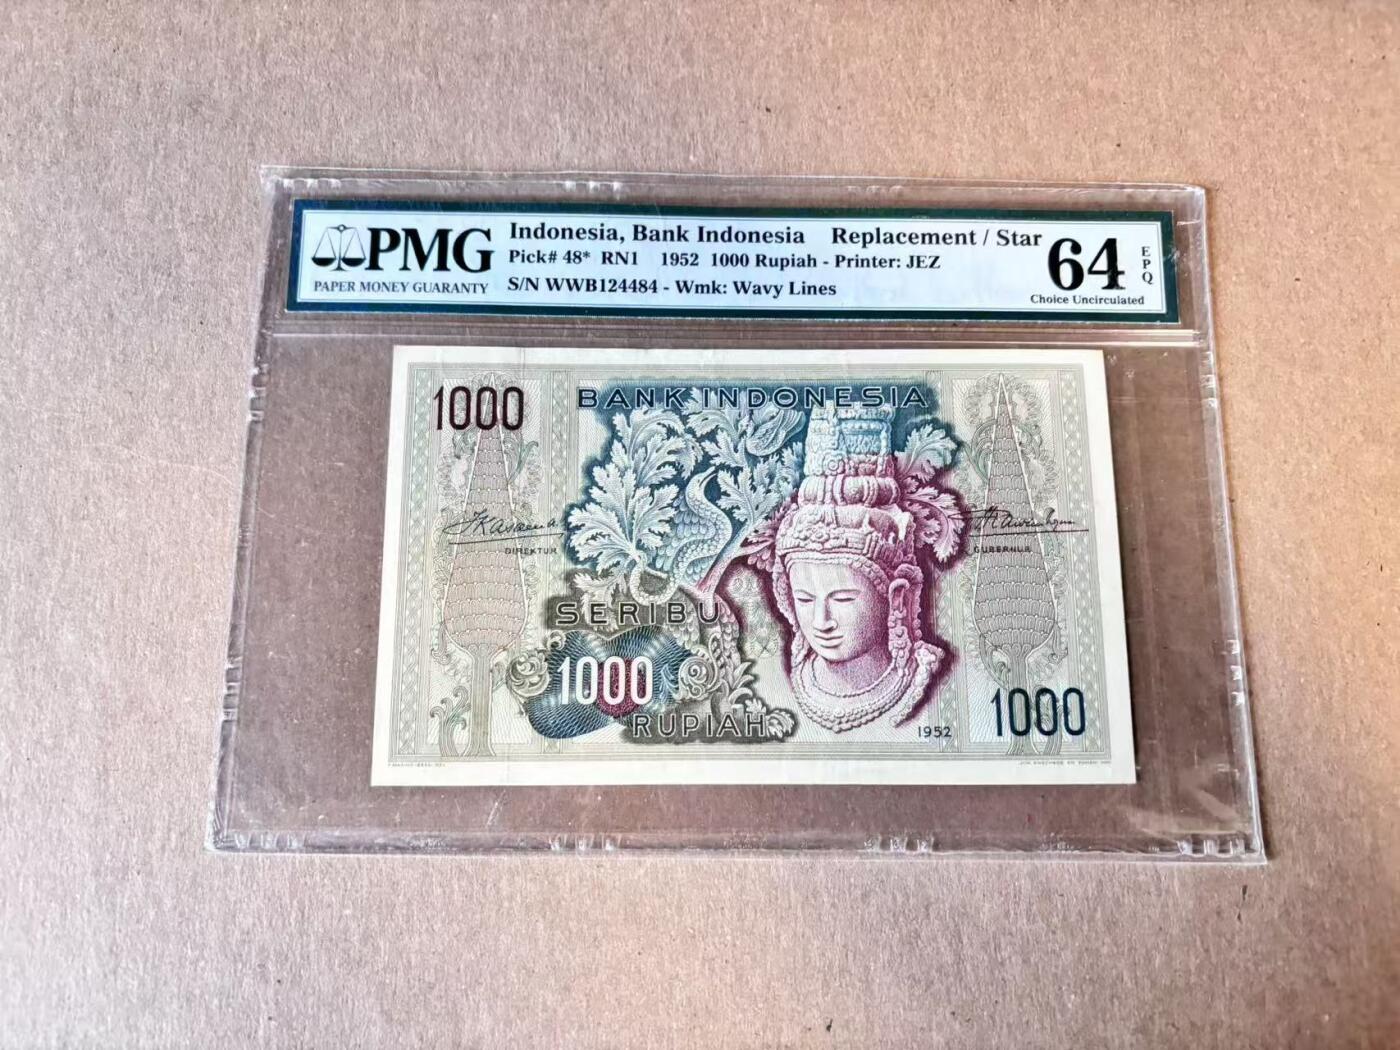 PMG
PAPER MONEY GUARANTY
Indonesia, Bank Indonesia Replacement / Star
Pick# 48* RN1 1952 1000 Rupiah - Printer: JEZ
S/N WWB124484 - Wmk: Wavy Lines
64
EPQ
Choice Uncirculated
1000
BANK INDONESIA
DIREKTUR
GUBERNUR
SERIBU
1000
RUPIAH
1952
1000